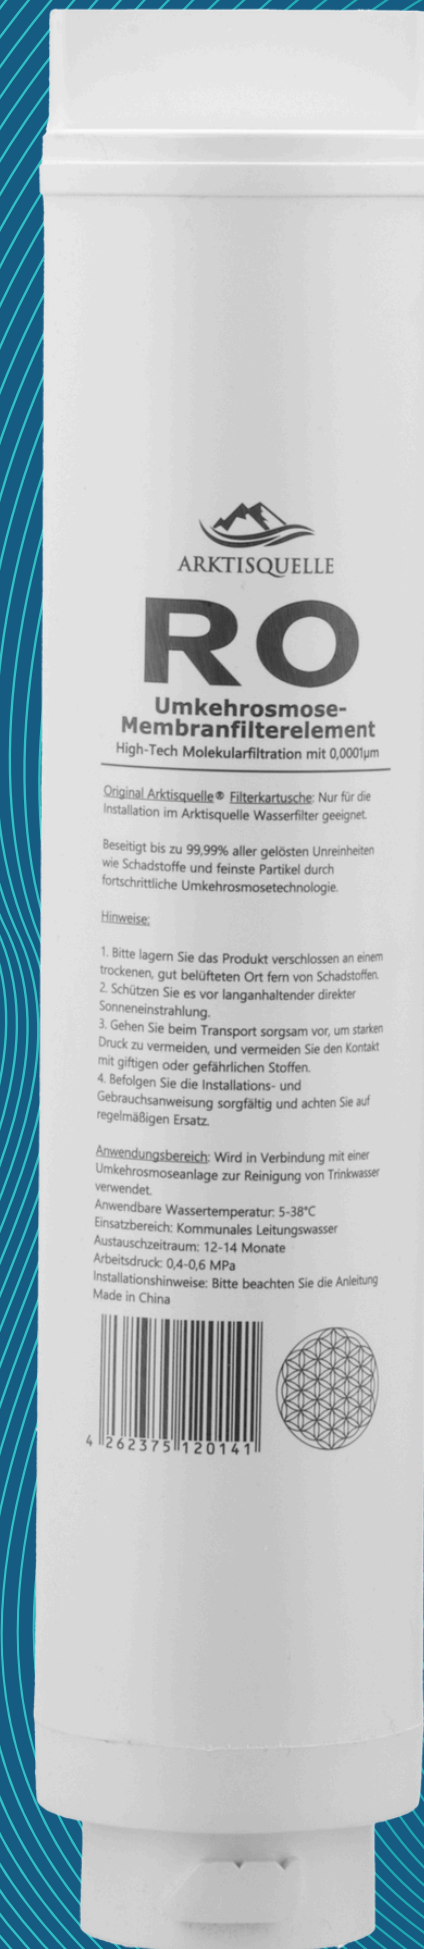 ARKTISQUELLE
RO
Umkehrosmose-
Membranfilterelement
High-Tech Molekularfiltration mit 0,0001µm
Original Arktisquelle® Filterkartusche: Nur für die
Installation im Arktisquelle Wasserfilter geeignet.
Beseitigt bis zu 99,99% aller gelösten Unreinheiten
wie Schadstoffe und feinste Partikel durch
fortschrittliche Umkehrosmosetechnologie.
Hinweise:
1. Bitte lagern Sie das Produkt verschlossen an einem
trockenen, gut belüfteten Ort fern von Schadstoffen.
2. Schützen Sie es vor langanhaltender direkter
Sonneneinstrahlung.
3. Gehen Sie beim Transport sorgsam vor, um starken
Druck zu vermeiden, und vermeiden Sie den Kontakt
mit giftigen oder gefährlichen Stoffen.
4. Befolgen Sie die Installations- und
Gebrauchsanweisung sorgfältig und achten Sie auf
regelmäßigen Ersatz.
Anwendungsbereich: Wird in Verbindung mit einer
Umkehrosmoseanlage zur Reinigung von Trinkwasser
verwendet.
Anwendbare Wassertemperatur: 5-38°C
Einsatzbereich: Kommunales Leitungswasser
Austauschzeitraum: 12-14 Monate
Arbeitsdruck: 0,4-0,6 MPa
Installationshinweise: Bitte beachten Sie die Anleitung
Made in China
4 262375 120141